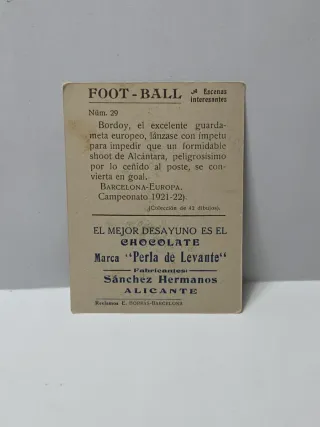 FOOT-BALL
Escenas
interesantes
Núm. 29
Bordoy, el excelente guarda-
meta europeo, lánzase con ímpetu
para impedir que un formidable
shoot de Alcántara, peligrosísimo
por lo ceñido al poste, se con-
vierta en goal.
BARCELONA-EUROPA.
Campeonato 1921-22).
(Colección de 42 dibujos).
EL MEJOR DESAYUNO ES EL
CHOCOLATE
Marca "Perla de Levante"
Fabricantes:
Sánchez Hermanos
ALICANTE
Reclamos C. -BARCELONA